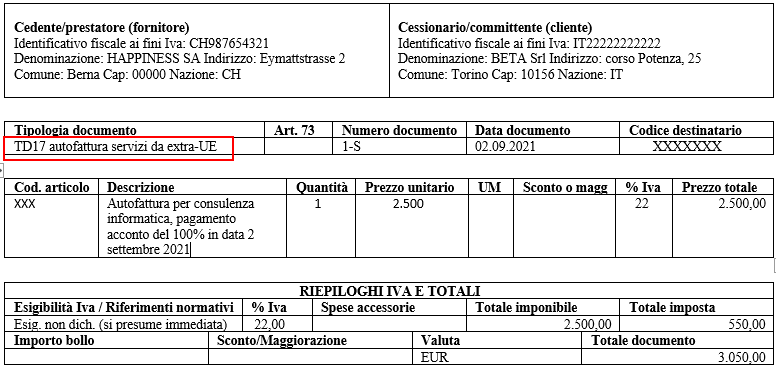 Cedente/prestatore (fornitore)
Identificativo fiscale ai fini Iva: CH987654321
Denominazione: HAPPINESS SA Indirizzo: Eymattstrasse 2
Comune: Berna Cap: 00000 Nazione: CH
Cessionario/committente (cliente)
Identificativo fiscale ai fini Iva: IT22222222222
Denominazione: BETA Srl Indirizzo: corso Potenza, 25
Comune: Torino Cap: 10156 Nazione: IT
Tipologia documento Art. 73 Numero documento Data documento Codice destinatario
TD17 autofattura servizi da extra-UE 1-S 02.09.2021 XXXXXXX
Cod. articolo Descrizione Quantità Prezzo unitario UM Sconto o magg % Iva Prezzo totale
XXX Autofattura per consulenza 1 2.500 22 2.500,00
informatica, pagamento
acconto del 100% in data 2
settembre 2021
RIEPILOGHI IVA E TOTALI
Esigibilità Iva / Riferimenti normativi % Iva Spese accessorie Totale imponibile Totale imposta
Esig. non dich. (si presume immediata) 22,00 2.500,00 550,00
Importo bollo Sconto/Maggiorazione Valuta Totale documento
EUR 3.050,00